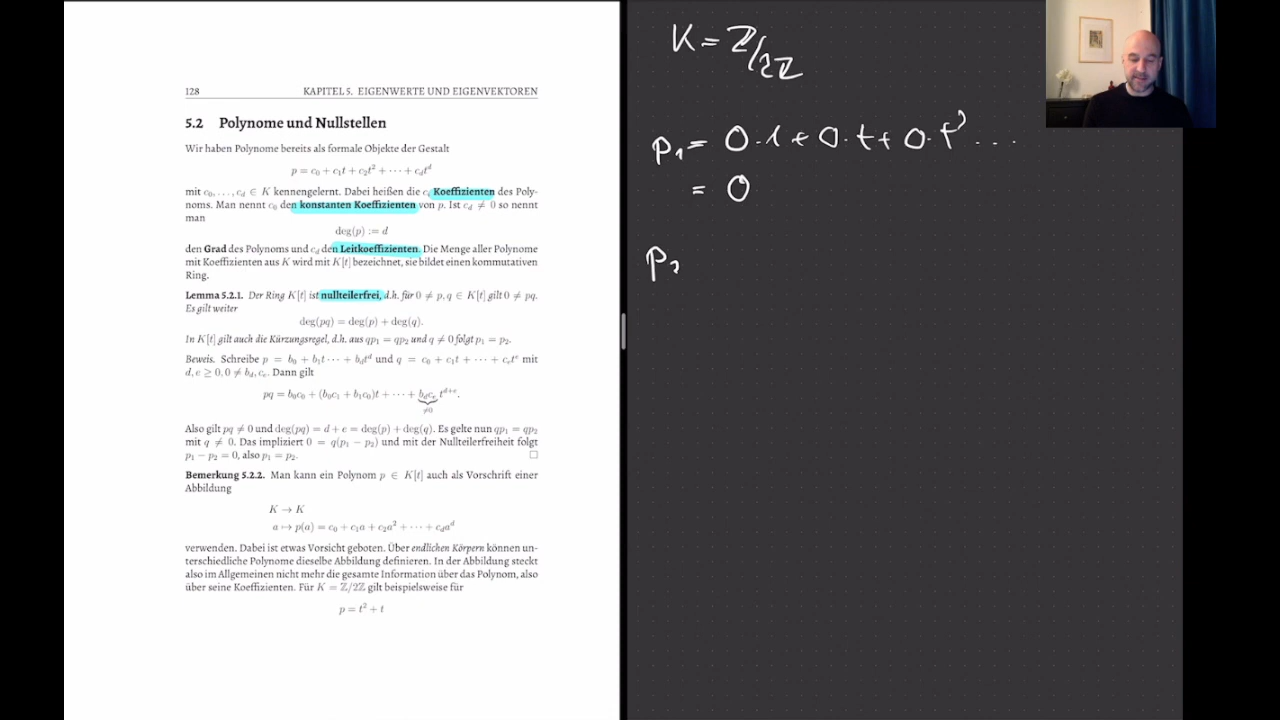 128 KAPITEL 5. EIGENWERTE UND EIGENVEKTOREN
5.2 Polynome und Nullstellen
Wir haben Polynome bereits als formale Objekte der Gestalt
p = c₀ + c₁t + c₂t² + ⋯ + c_d t^d
mit c₀, …, c_d ∈ K kennengelernt. Dabei heißen die cᵢ Koeffizienten des Poly-
noms. Man nennt c₀ den konstanten Koeffizienten von p. Ist c_d ≠ 0 so nennt
man
deg(p) := d
den Grad des Polynoms und c_d den Leitkoeffizienten. Die Menge aller Polynome
mit Koeffizienten aus K wird mit K[t] bezeichnet, sie bildet einen kommutativen
Ring.
Lemma 5.2.1. Der Ring K[t] ist nullteilerfrei, d.h. für 0 ≠ p, q ∈ K[t] gilt 0 ≠ pq.
Es gilt weiter
deg(pq) = deg(p) + deg(q).
In K[t] gilt auch die Kürzungsregel, d.h. aus qp₁ = qp₂ und q ≠ 0 folgt p₁ = p₂.
Beweis. Schreibe p = b₀ + b₁t ⋯ + b_d t^d und q = c₀ + c₁t + ⋯ + c_e t^e mit
d, e ≥ 0, 0 ≠ b_d, c_e. Dann gilt
pq = b₀c₀ + (b₀c₁ + b₁c₀)t + ⋯ + b_d c_e t^{d+e}.
≠0
Also gilt pq ≠ 0 und deg(pq) = d + e = deg(p) + deg(q). Es gelte nun qp₁ = qp₂
mit q ≠ 0. Das impliziert 0 = q(p₁ − p₂) und mit der Nullteilerfreiheit folgt
p₁ − p₂ = 0, also p₁ = p₂. □
Bemerkung 5.2.2. Man kann ein Polynom p ∈ K[t] auch als Vorschrift einer
Abbildung
K → K
a ↦ p(a) = c₀ + c₁a + c₂a² + ⋯ + c_d a^d
verwenden. Dabei ist etwas Vorsicht geboten. Über endlichen Körpern können un-
terschiedliche Polynome dieselbe Abbildung definieren. In der Abbildung steckt
also im Allgemeinen nicht mehr die gesamte Information über das Polynom, also
über seine Koeffizienten. Für K = ℤ/2ℤ gilt beispielsweise für
p = t² + t
K = ℤ/2ℤ
p₁ = 0·1 + 0·t + 0·t² ...
= 0
p₂